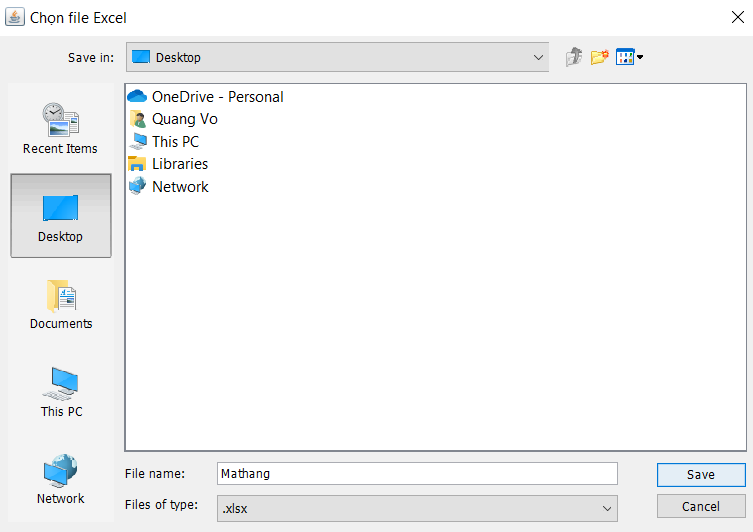 Chọn file Excel
Save in:
Desktop
Recent Items
Desktop
Documents
This PC
Network
OneDrive - Personal
Quang Vo
This PC
Libraries
Network
File name:
Mathang
Save
Files of type:
.xlsx
Cancel